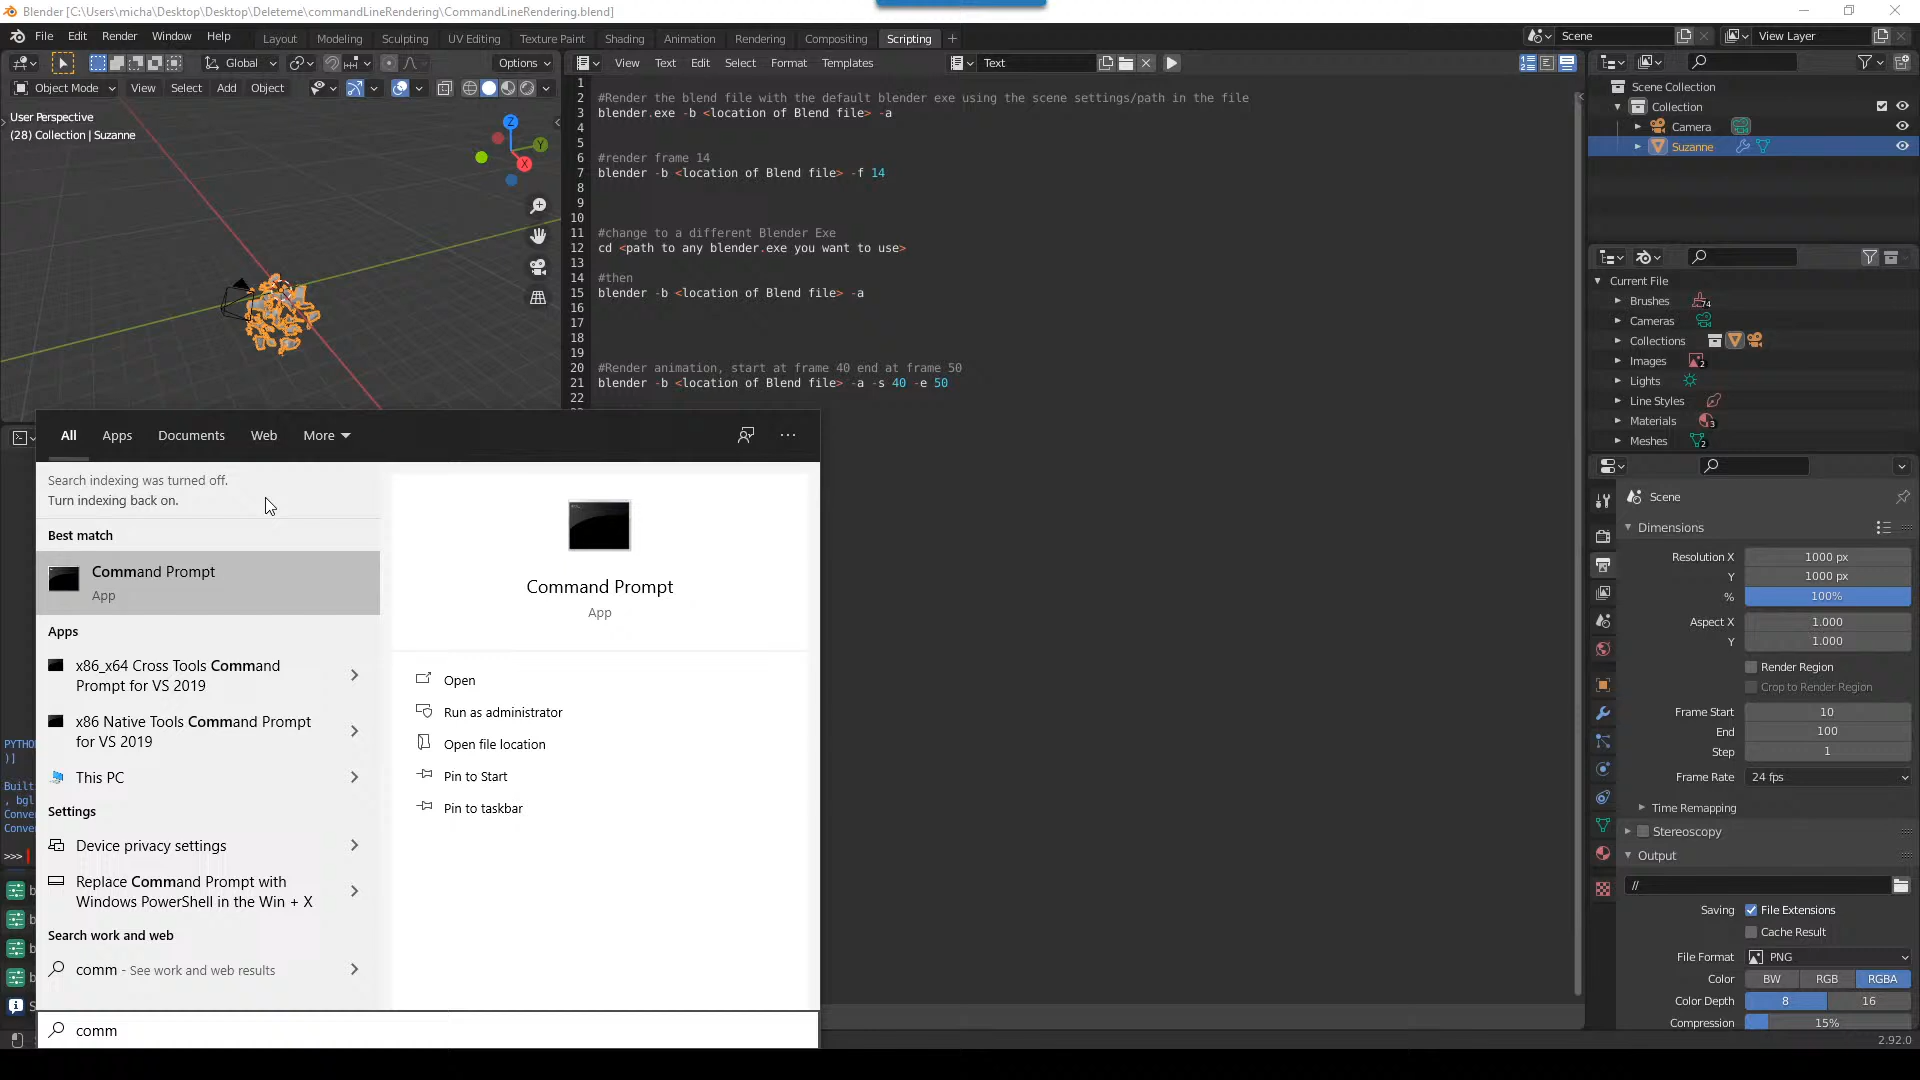 Blender [C:\Users\micha\Desktop\Desktop\Deleteme\commandLineRendering\CommandLineRendering.blend]
File Edit Render Window Help Layout Modeling Sculpting UV Editing Texture Paint Shading Animation Rendering Compositing Scripting + Scene View Layer
Global Options View Text Edit Select Format Templates Text
Object Mode View Select Add Object
User Perspective
(28) Collection | Suzanne
Z
Y
X
1
2 #Render the blend file with the default blender exe using the scene settings/path in the file
3 blender.exe -b <location of Blend file> -a
4
5
6 #render frame 14
7 blender -b <location of Blend file> -f 14
8
9
10
11 #change to a different Blender Exe
12 cd <path to any blender.exe you want to use>
13
14 #then
15 blender -b <location of Blend file> -a
16
17
18
19
20 #Render animation, start at frame 40 end at frame 50
21 blender -b <location of Blend file> -a -s 40 -e 50
22
Scene Collection
Collection
Camera
Suzanne
Current File
Brushes 74
Cameras
Collections
Images 2
Lights
Line Styles
Materials 3
Meshes 2
Scene
Dimensions
Resolution X 1000 px
Y 1000 px
% 100%
Aspect X 1.000
Y 1.000
Render Region
Crop to Render Region
Frame Start 10
End 100
Step 1
Frame Rate 24 fps
Time Remapping
Stereoscopy
Output
//
Saving File Extensions
Cache Result
File Format PNG
Color BW RGB RGBA
Color Depth 8 16
Compression 15%
2.92.0
PYTHO
)]
Built
, bgl
Conve
Conve
>>>
All Apps Documents Web More
Search indexing was turned off.
Turn indexing back on.
Best match
Command Prompt
App
Apps
x86_x64 Cross Tools Command
Prompt for VS 2019
x86 Native Tools Command Prompt
for VS 2019
This PC
Settings
Device privacy settings
Replace Command Prompt with
Windows PowerShell in the Win + X
Search work and web
comm - See work and web results
Command Prompt
App
Open
Run as administrator
Open file location
Pin to Start
Pin to taskbar
comm